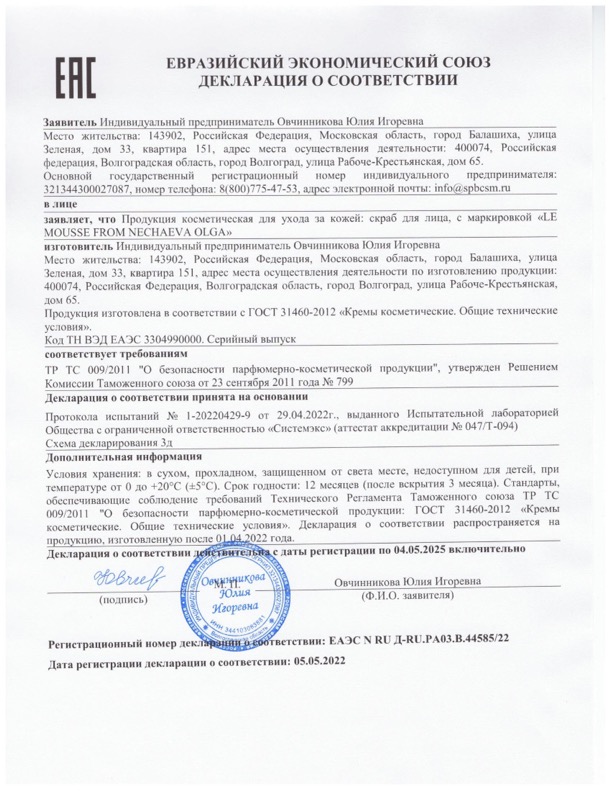 ЕАС
ЕВРАЗИЙСКИЙ ЭКОНОМИЧЕСКИЙ СОЮЗ
ДЕКЛАРАЦИЯ О СООТВЕТСТВИИ
Заявитель Индивидуальный предприниматель Овчинникова Юлия Игоревна
Место жительства: 143902, Российская Федерация, Московская область, город Балашиха, улица
Зеленая, дом 33, квартира 151, адрес места осуществления деятельности: 400074, Российская
федерация, Волгоградская область, город Волгоград, улица Рабоче-Крестьянская, дом 65.
Основной государственный регистрационный номер индивидуального предпринимателя:
321344300027087, номер телефона: 8(800)775-47-53, адрес электронной почты: info@spbcsm.ru
в лице
заявляет, что Продукция косметическая для ухода за кожей: скраб для лица, с маркировкой «LE
MOUSSE FROM NECHAEVA OLGA»
изготовитель Индивидуальный предприниматель Овчинникова Юлия Игоревна
Место жительства: 143902, Российская Федерация, Московская область, город Балашиха, улица
Зеленая, дом 33, квартира 151, адрес места осуществления деятельности по изготовлению продукции:
400074, Российская Федерация, Волгоградская область, город Волгоград, улица Рабоче-Крестьянская,
дом 65.
Продукция изготовлена в соответствии с ГОСТ 31460-2012 «Кремы косметические. Общие технические
условия».
Код ТН ВЭД ЕАЭС 3304990000. Серийный выпуск
соответствует требованиям
ТР ТС 009/2011 "О безопасности парфюмерно-косметической продукции", утвержден Решением
Комиссии Таможенного союза от 23 сентября 2011 года № 799
Декларация о соответствии принята на основании
Протокола испытаний № 1-20220429-9 от 29.04.2022г., выданного Испытательной лабораторией
Общества с ограниченной ответственностью «Системэкс» (аттестат аккредитации № 047/Т-094)
Схема декларирования 3д
Дополнительная информация
Условия хранения: в сухом, прохладном, защищенном от света месте, недоступном для детей, при
температуре от 0 до +20°С (±5°С). Срок годности: 12 месяцев (после вскрытия 3 месяца). Стандарты,
обеспечивающие соблюдение требований Технического Регламента Таможенного союза ТР ТС
009/2011 "О безопасности парфюмерно-косметической продукции: ГОСТ 31460-2012 «Кремы
косметические. Общие технические условия». Декларация о соответствии распространяется на
продукцию, изготовленную после 01.04.2022 года.
Декларация о соответствии действительна с даты регистрации по 04.05.2025 включительно
М. П.
Овчинникова Юлия Игоревна
(подпись)
(Ф.И.О. заявителя)
Овчинникова
Юлия
Игоревна
Регистрационный номер декларации о соответствии: ЕАЭС N RU Д-RU.РА03.В.44585/22
Дата регистрации декларации о соответствии: 05.05.2022